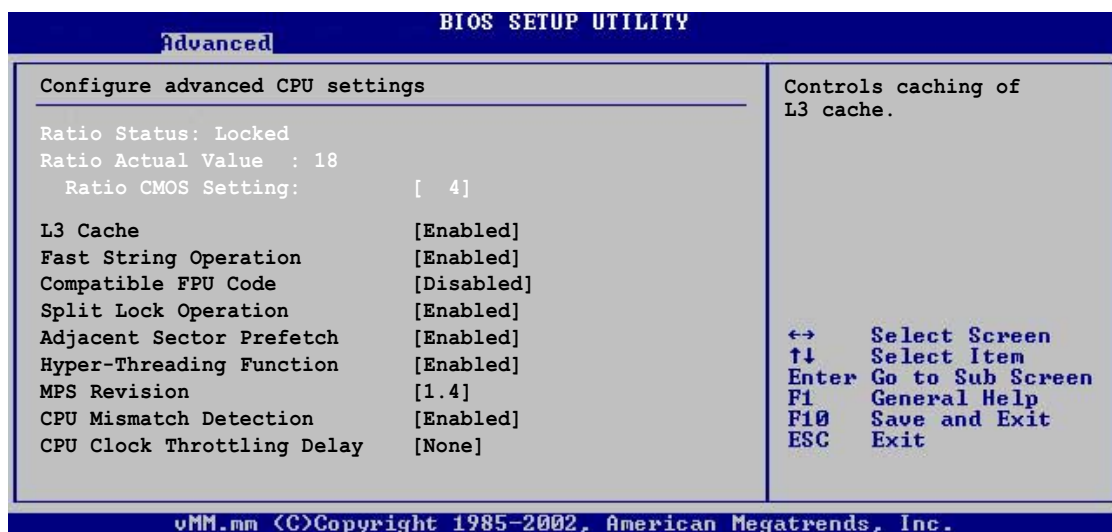 BIOS SETUP UTILITY
Advanced
Configure advanced CPU settings
Ratio Status: Locked
Ratio Actual Value : 18
Ratio CMOS Setting: [ 4]
L3 Cache [Enabled]
Fast String Operation [Enabled]
Compatible FPU Code [Disabled]
Split Lock Operation [Enabled]
Adjacent Sector Prefetch [Enabled]
Hyper-Threading Function [Enabled]
MPS Revision [1.4]
CPU Mismatch Detection [Enabled]
CPU Clock Throttling Delay [None]
Controls caching of
L3 cache.
←→ Select Screen
↑↓ Select Item
Enter Go to Sub Screen
F1 General Help
F10 Save and Exit
ESC Exit
vMM.mm (C)Copyright 1985-2002, American Megatrends, Inc.